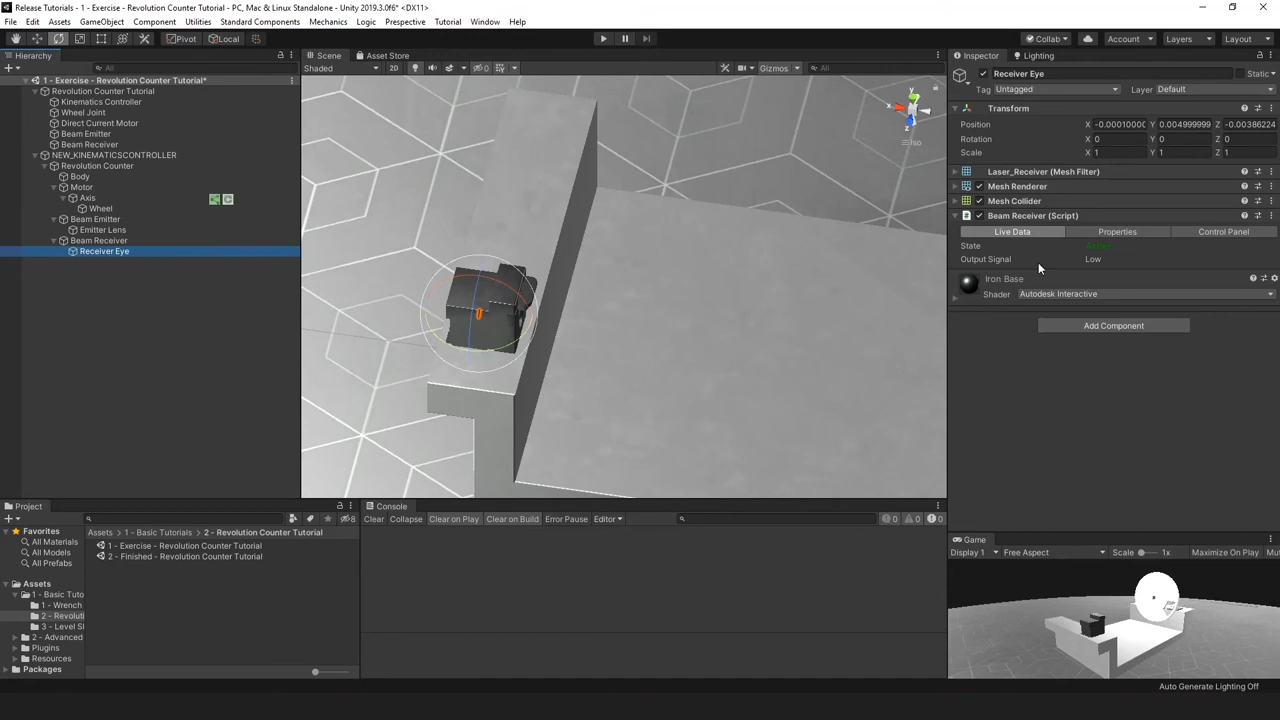 1 - Exercise - Revolution Counter Tutorial - PC, Mac & Linux Standalone - Unity 2019.3.0f6* <DX11>
File Edit Assets GameObject Component Utilities Standard Components Mechanisms Logic Perspective Tutorial Window Help
Pivot Local Collab Account Layers Layout
Hierarchy
All
1 - Exercise - Revolution Counter Tutorial*
Revolution Counter Tutorial
Kinematics Controller
Wheel Joint
Direct Current Motor
Beam Emitter
Beam Receiver
NEW_KINEMATICSCONTROLLER
Revolution Counter
Body
Motor
Axis
Wheel
Beam Emitter
Emitter Lens
Beam Receiver
Receiver Eye
Scene Asset Store
Shaded 2D 0 Gizmos All
y
x
z
Iso
Inspector Lighting
Receiver Eye Static
Tag Untagged Layer Default
Transform
Position X -0.0001000( Y 0.004999999 Z -0.00386224
Rotation X 0 Y 0 Z 0
Scale X 1 Y 1 Z 1
Laser_Receiver (Mesh Filter)
Mesh Renderer
Mesh Collider
Beam Receiver (Script)
Live Data Properties Control Panel
State
Output Signal Low
Iron Base
Shader Autodesk Interactive
Add Component
Project
8
Favorites
All Materials
All Models
All Prefabs
Assets
1 - Basic Tuto
1 - Wrench
2 - Revoluti
3 - Level Sl
2 - Advanced
Plugins
Resources
Packages
Assets > 1 - Basic Tutorials > 2 - Revolution Counter Tutorial
1 - Exercise - Revolution Counter Tutorial
2 - Finished - Revolution Counter Tutorial
Console
Clear Collapse Clear on Play Clear on Build Error Pause Editor 0 0 0
Game
Display 1 Free Aspect Scale 1x Maximize On Play Mu
Auto Generate Lighting Off